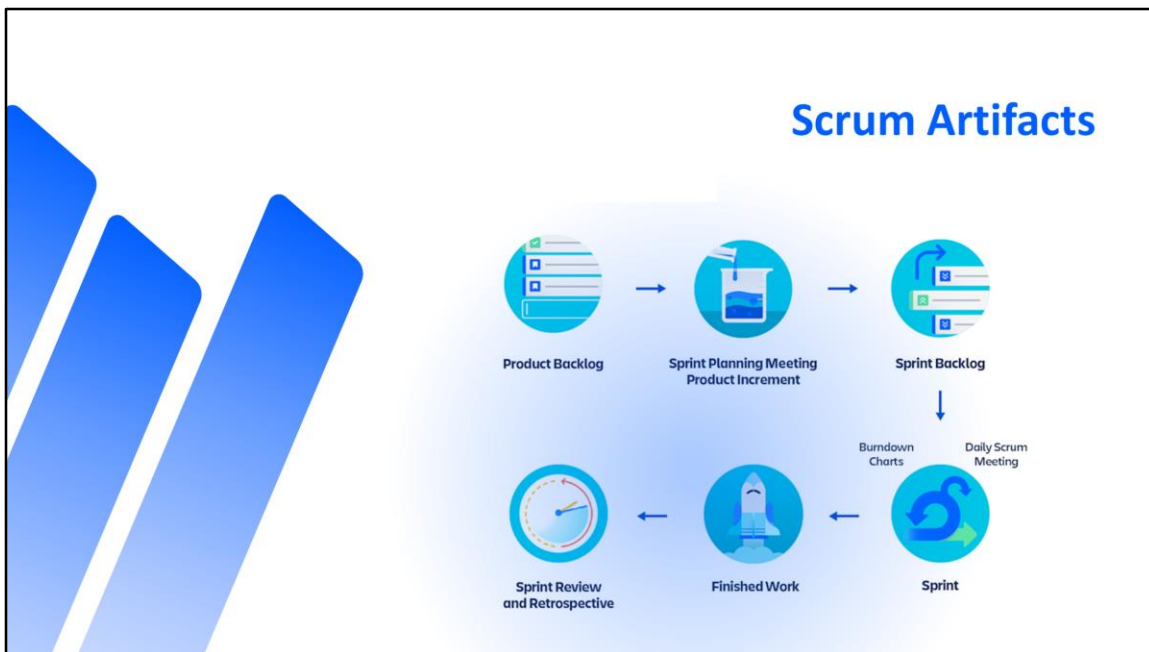 Scrum Artifacts
Product Backlog
Sprint Planning Meeting
Product Increment
Sprint Backlog
Burndown
Charts
Daily Scrum
Meeting
Sprint
Finished Work
Sprint Review
and Retrospective